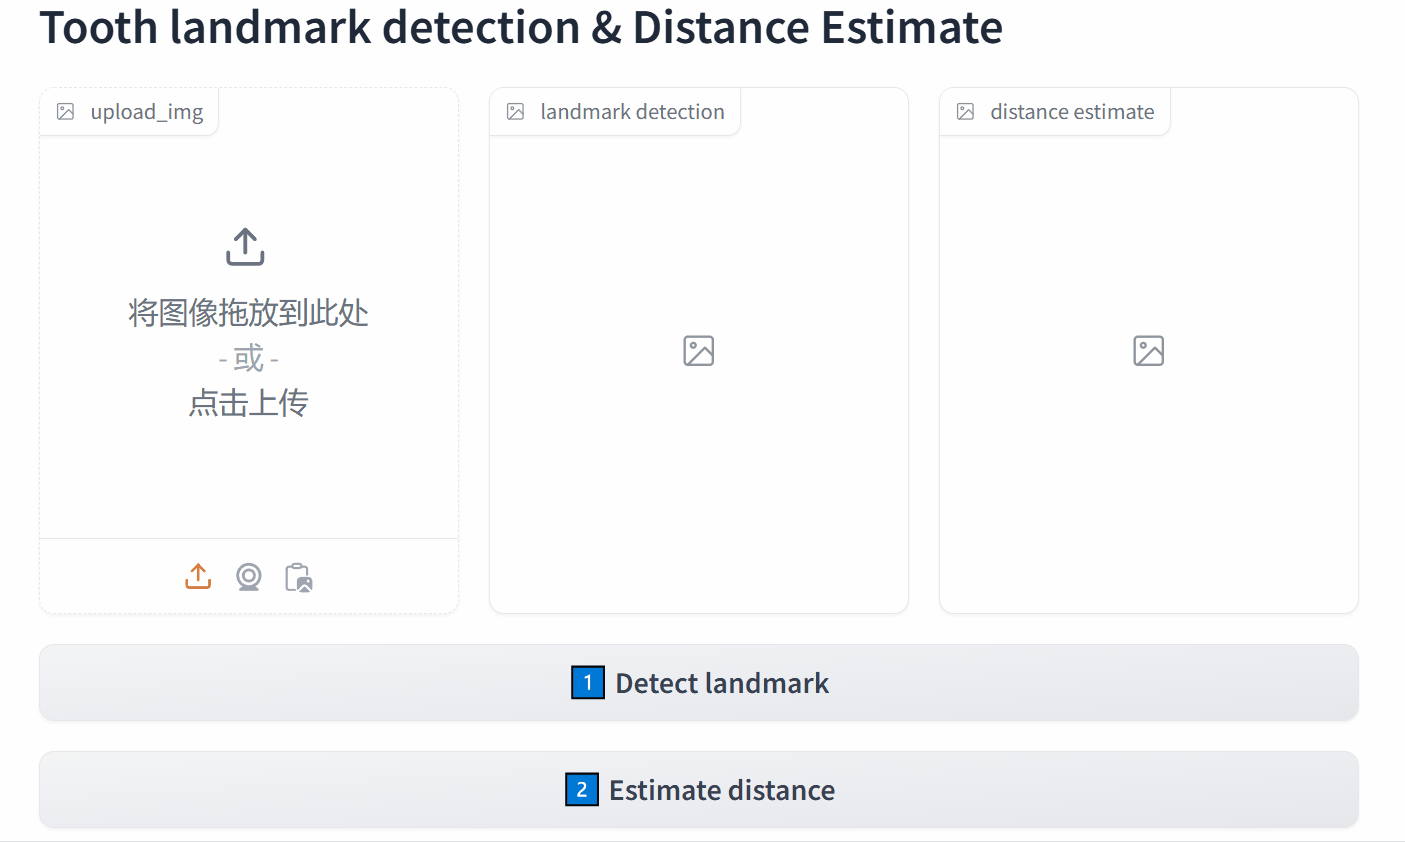 Tooth landmark detection & Distance Estimate
upload_img
landmark detection
distance estimate
将图像拖放到此处
- 或 -
点击上传
1 Detect landmark
2 Estimate distance